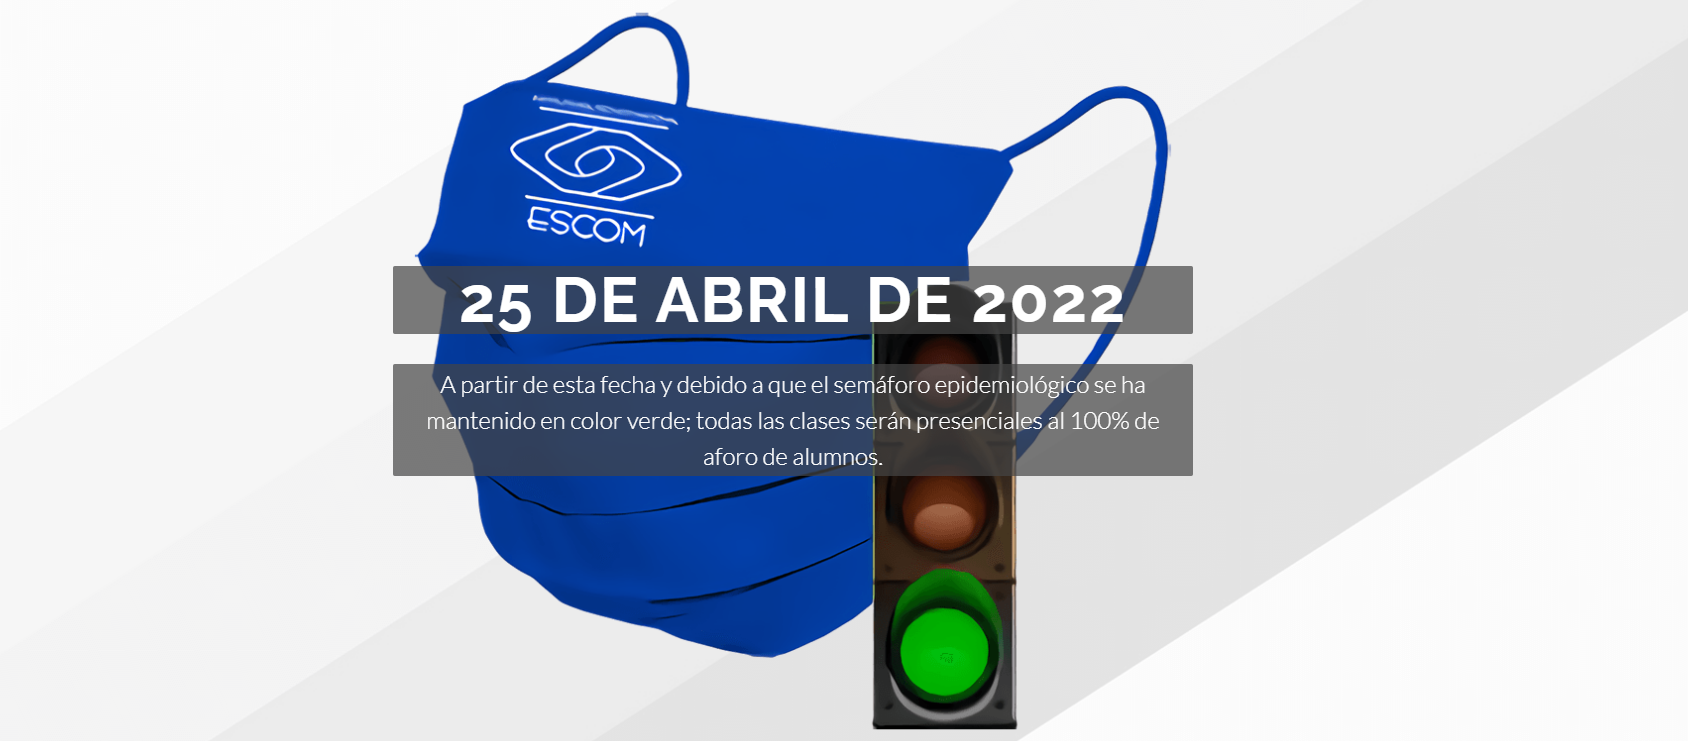 ESCOM
25 DE ABRIL DE 2022
A partir de esta fecha y debido a que el semáforo epidemiológico se ha
mantenido en color verde; todas las clases serán presenciales al 100% de
aforo de alumnos.